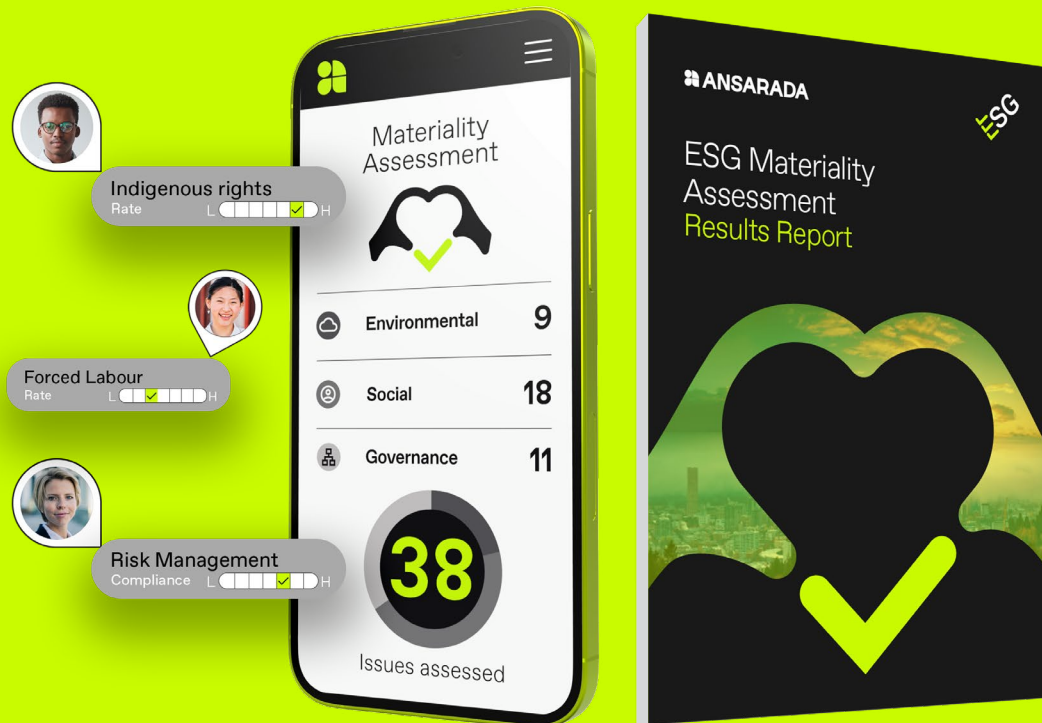 Indigenous rights
Rate L H
Forced Labour
Rate L H
Risk Management
Compliance L H
Materiality
Assessment
Environmental 9
Social 18
Governance 11
38
Issues assessed
ANSARADA
ESG
ESG Materiality
Assessment
Results Report